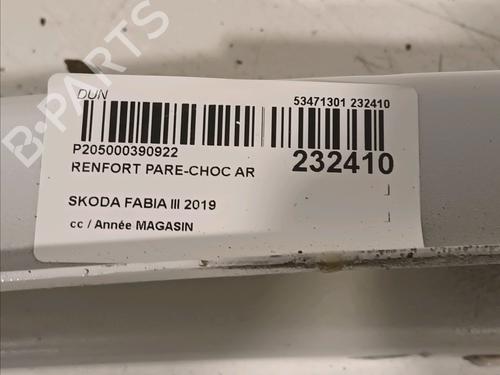 DUN
53471301 232410
P205000390922
232410
RENFORT PARE-CHOC AR
SKODA FABIA III 2019
cc / Année MAGASIN
B-PARTS